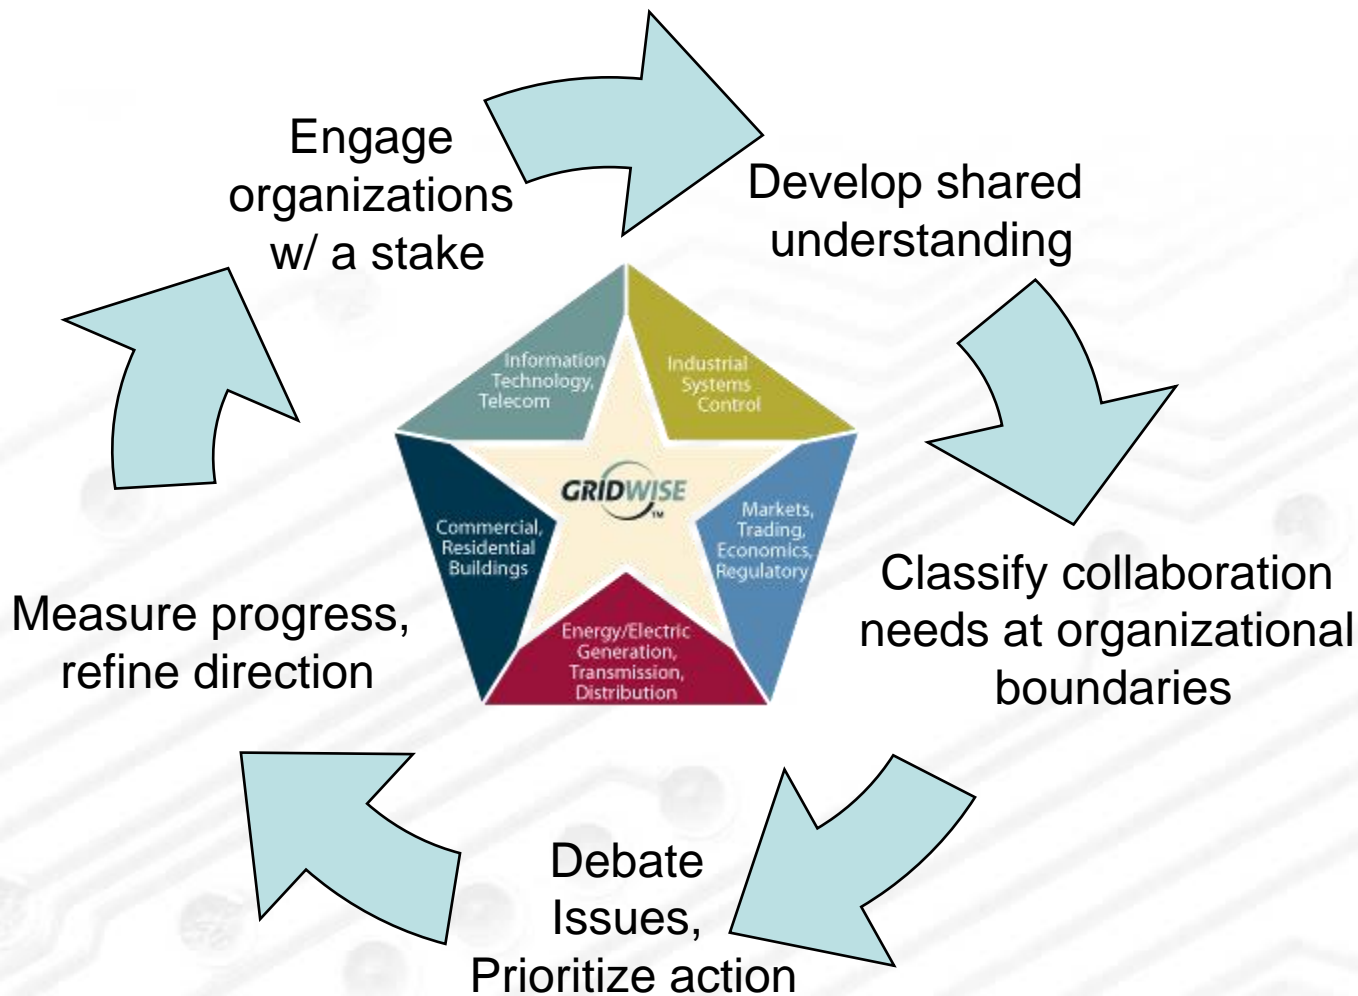 Engage
organizations
w/ a stake
Develop shared
understanding
Information
Technology,
Telecom
Industrial
Systems
Control
GRIDWISE
TM
Commercial,
Residential
Buildings
Markets,
Trading,
Economics,
Regulatory
Energy/Electric
Generation,
Transmission,
Distribution
Classify collaboration
needs at organizational
boundaries
Measure progress,
refine direction
Debate
Issues,
Prioritize action